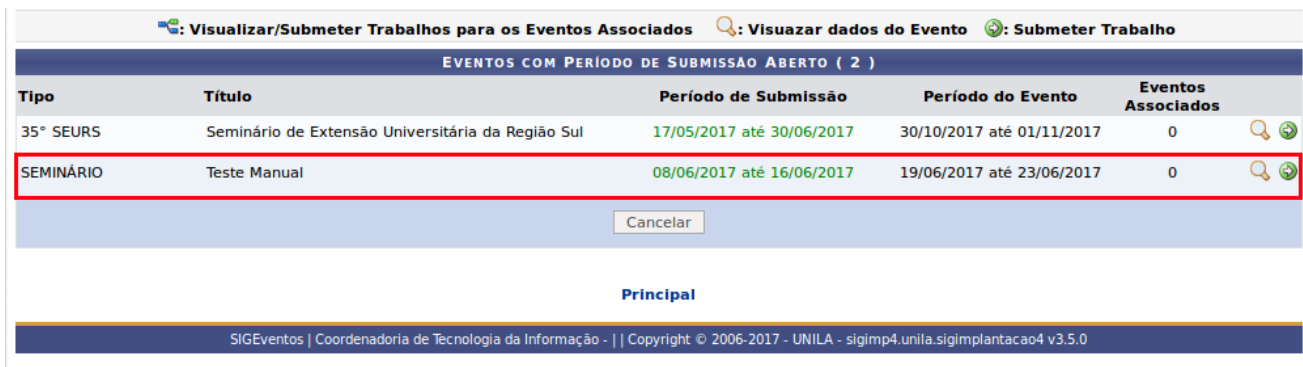 : Visualizar/Submeter Trabalhos para os Eventos Associados : Visuazar dados do Evento : Submeter Trabalho
EVENTOS COM PERÍODO DE SUBMISSÃO ABERTO ( 2 )
Tipo Título Período de Submissão Período do Evento Eventos Associados
35° SEURS Seminário de Extensão Universitária da Região Sul 17/05/2017 até 30/06/2017 30/10/2017 até 01/11/2017 0
SEMINÁRIO Teste Manual 08/06/2017 até 16/06/2017 19/06/2017 até 23/06/2017 0
Cancelar
Principal
SIGEventos | Coordenadoria de Tecnologia da Informação - | | Copyright © 2006-2017 - UNILA - sigimp4.unila.sigimplantacao4 v3.5.0